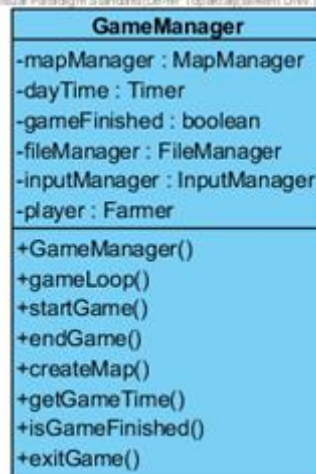 GameManager
-mapManager : MapManager
-dayTime : Timer
-gameFinished : boolean
-fileManager : FileManager
-inputManager : InputManager
-player : Farmer
+GameManager()
+gameLoop()
+startGame()
+endGame()
+createMap()
+getGameTime()
+isGameFinished()
+exitGame()